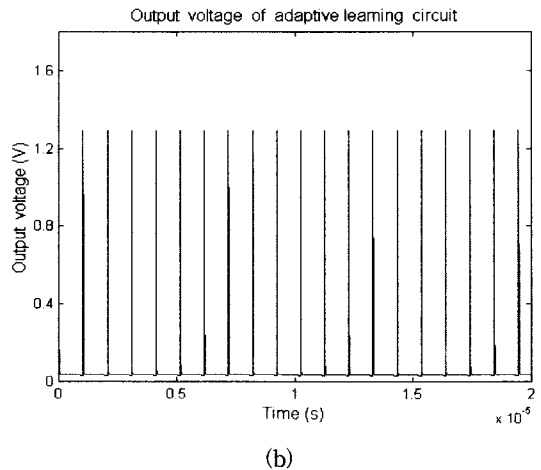 Output voltage of adaptive learning circuit
Output voltage (V)
1.6
1.2
0.8
0.4
0
0
0.5
1
1.5
2
Time (s)
× 10⁻⁵
(b)